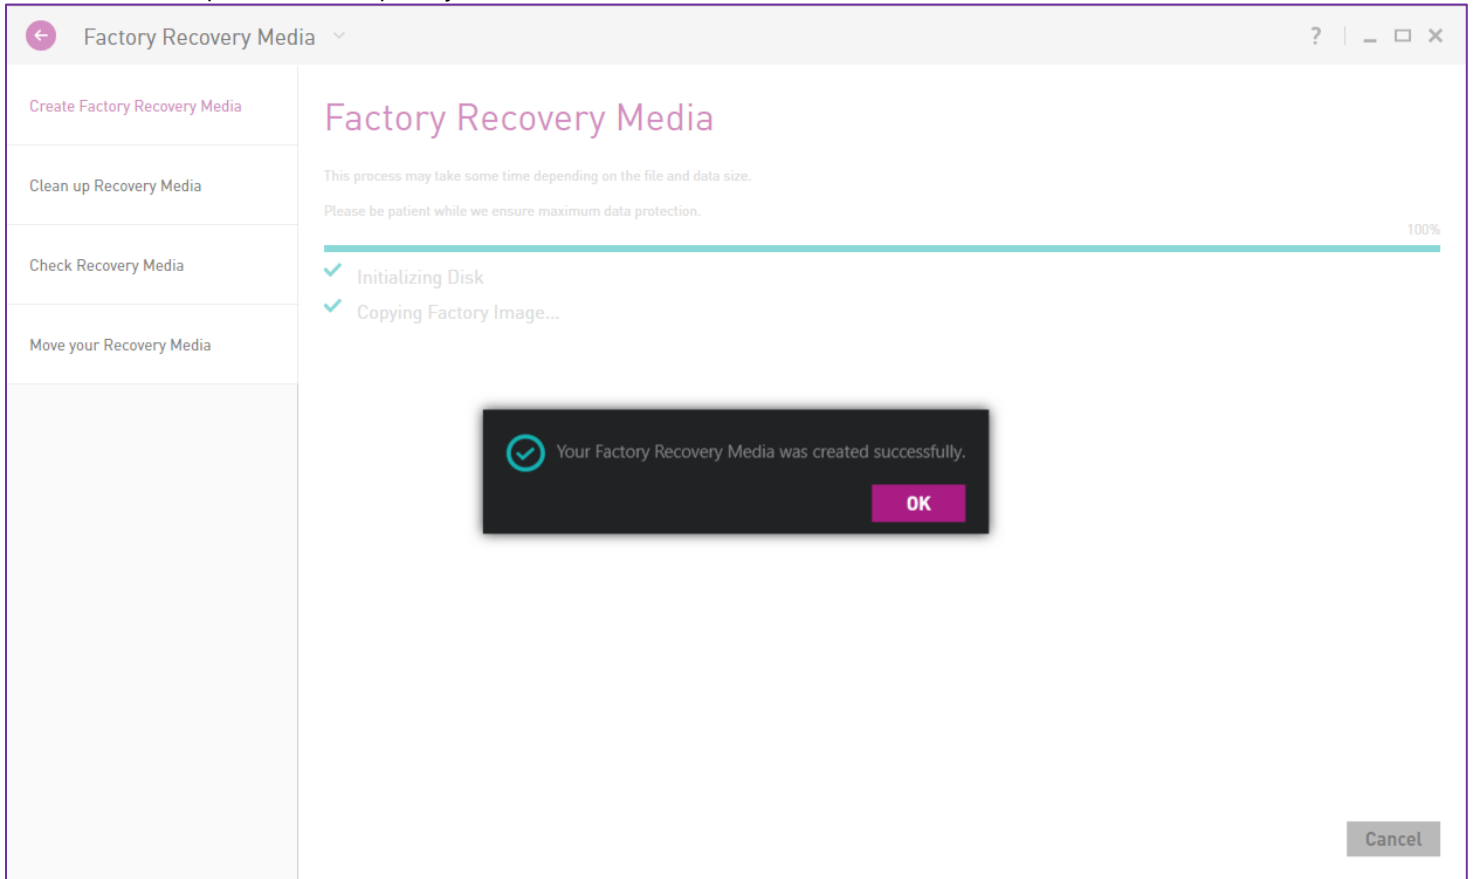 Factory Recovery Media
?
Create Factory Recovery Media
Clean up Recovery Media
Check Recovery Media
Move your Recovery Media
Factory Recovery Media
This process may take some time depending on the file and data size.
Please be patient while we ensure maximum data protection.
100%
Initializing Disk
Copying Factory Image...
Your Factory Recovery Media was created successfully.
OK
Cancel